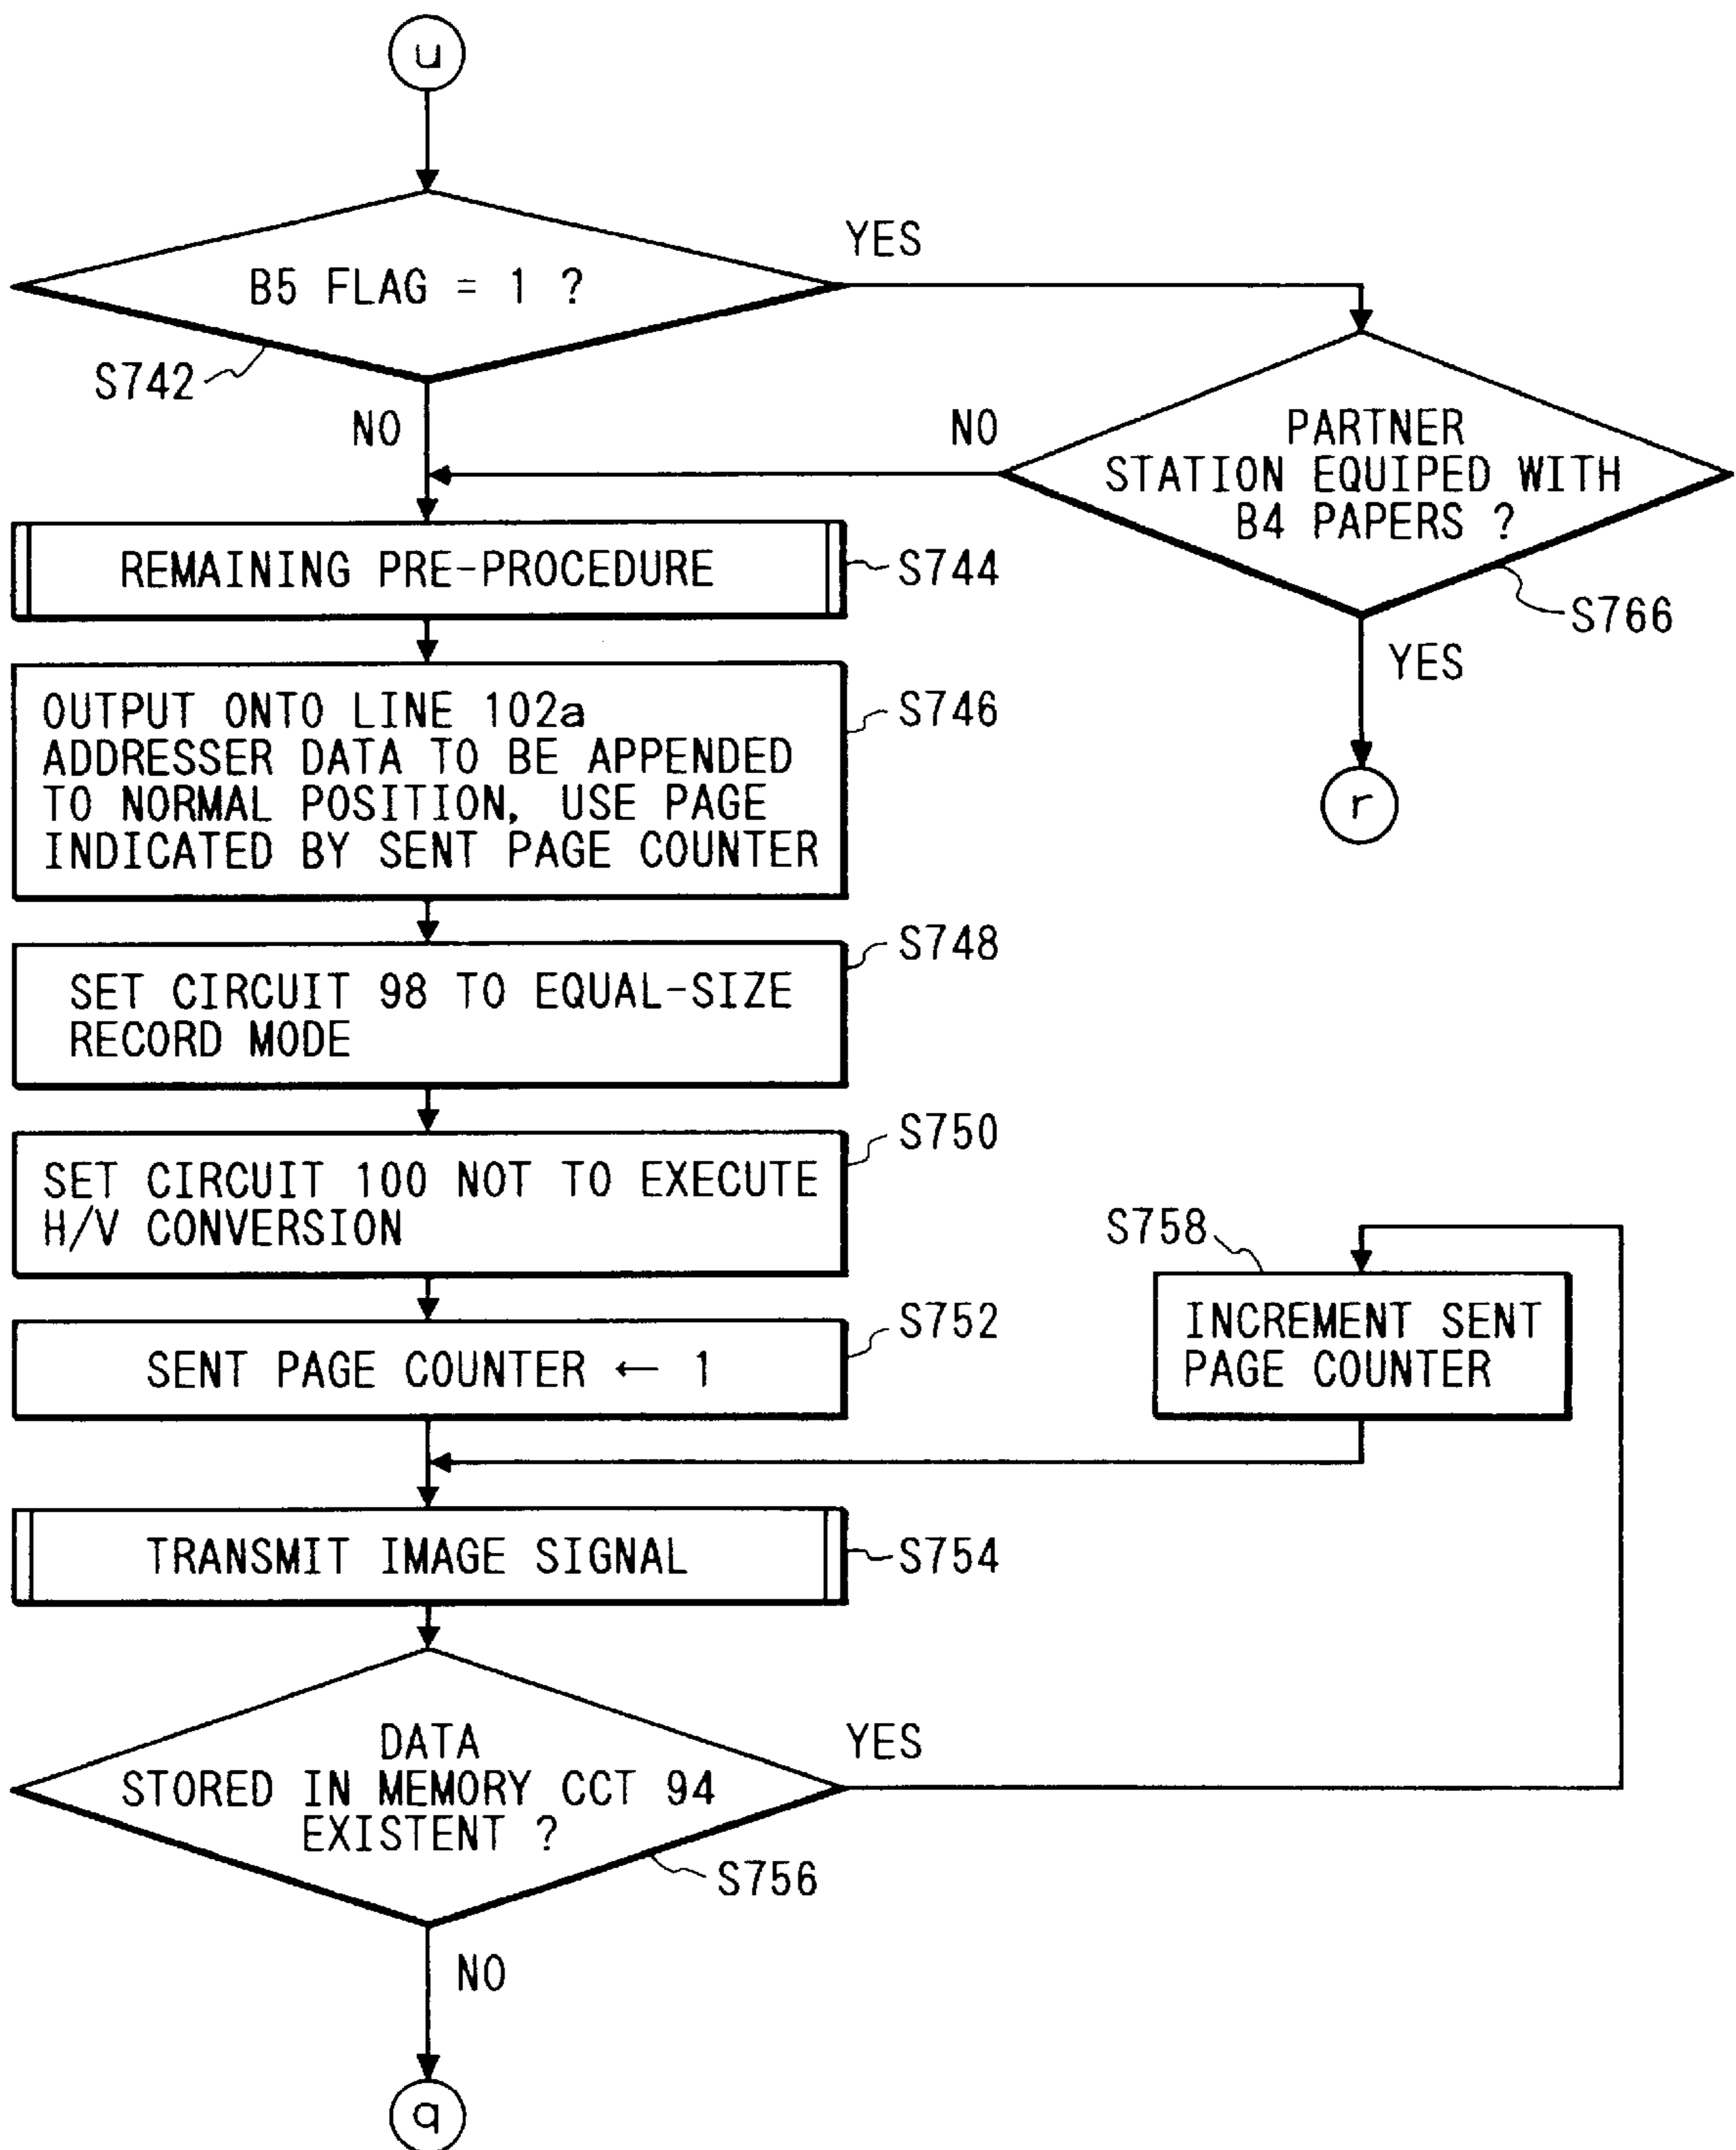 u
B5 FLAG = 1 ?
YES
S742
NO
PARTNER
STATION EQUIPED WITH
B4 PAPERS ?
NO
S766
YES
r
REMAINING PRE-PROCEDURE
S744
OUTPUT ONTO LINE 102a
ADDRESSER DATA TO BE APPENDED
TO NORMAL POSITION, USE PAGE
INDICATED BY SENT PAGE COUNTER
S746
SET CIRCUIT 98 TO EQUAL-SIZE
RECORD MODE
S748
SET CIRCUIT 100 NOT TO EXECUTE
H/V CONVERSION
S750
SENT PAGE COUNTER ← 1
S752
S758
INCREMENT SENT
PAGE COUNTER
TRANSMIT IMAGE SIGNAL
S754
DATA
STORED IN MEMORY CCT 94
EXISTENT ?
YES
S756
NO
q